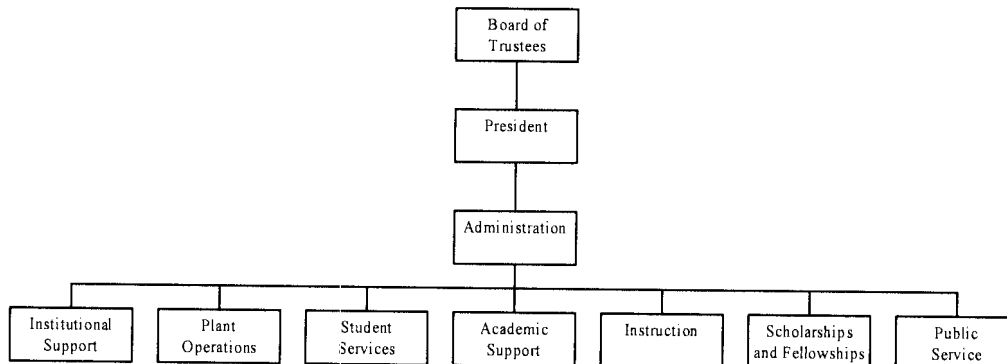 Board of
Trustees
President
Administration
Institutional
Support
Plant
Operations
Student
Services
Academic
Support
Instruction
Scholarships
and Fellowships
Public
Service